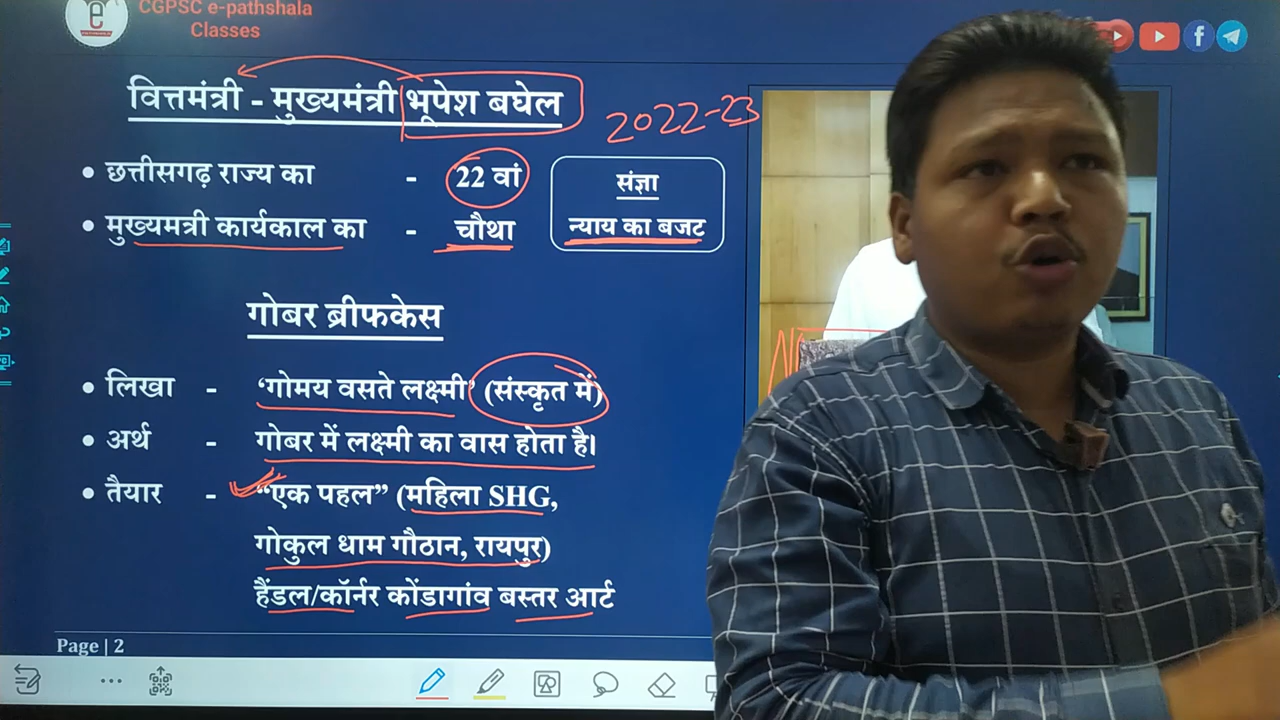 CGPSC e-pathshala
Classes
वित्तमंत्री - मुख्यमंत्री भूपेश बघेल
2022-23
• छत्तीसगढ़ राज्य का - 22 वां
• मुख्यमत्री कार्यकाल का - चौथा
संज्ञा
न्याय का बजट
गोबर ब्रीफकेस
• लिखा - ‘गोमय वसते लक्ष्मी’ (संस्कृत में)
• अर्थ - गोबर में लक्ष्मी का वास होता है।
• तैयार - “एक पहल” (महिला SHG,
गोकुल धाम गौठान, रायपुर)
हैंडल/कॉर्नर कोंडागांव बस्तर आर्ट
Page | 2